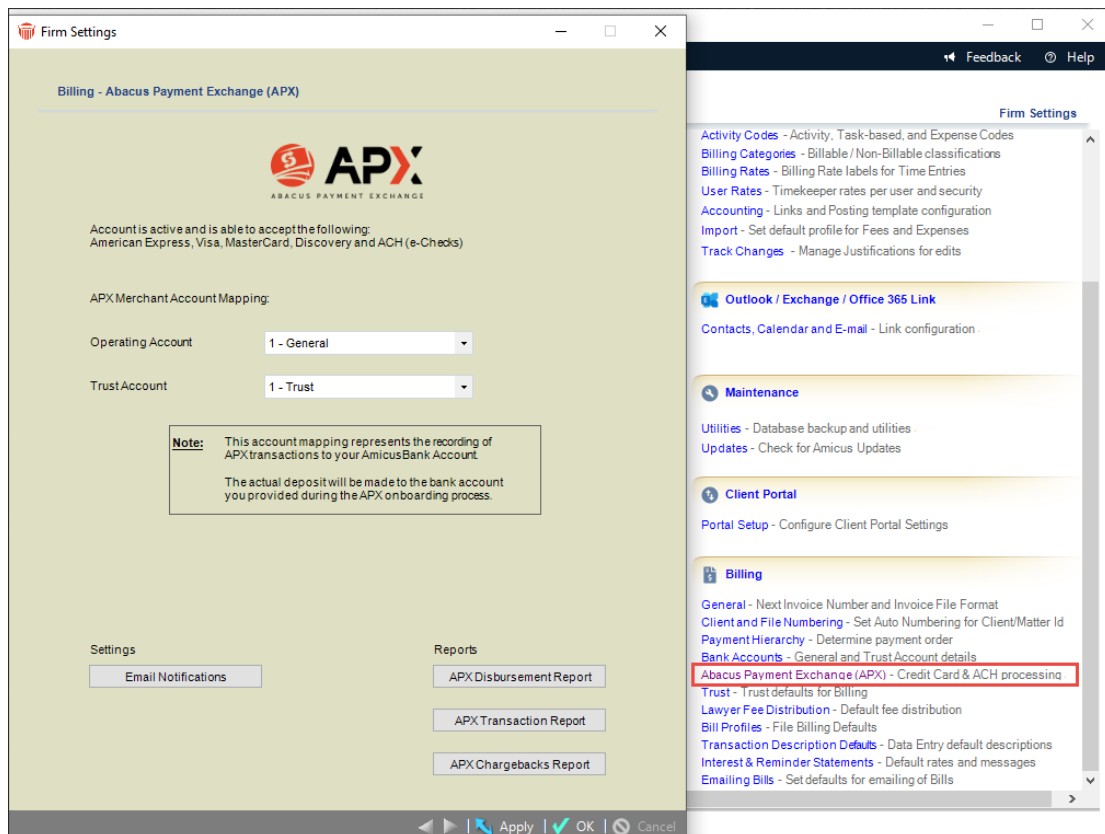 Firm Settings
Feedback
Help
Billing - Abacus Payment Exchange (APX)
APX
ABACUS PAYMENT EXCHANGE
Account is active and is able to accept the following:
American Express, Visa, MasterCard, Discovery and ACH (e-Checks)
APX Merchant Account Mapping:
Operating Account
1 - General
Trust Account
1 - Trust
Note:
This account mapping represents the recording of
APX transactions to your AmicusBank Account.
The actual deposit will be made to the bank account
you provided during the APX onboarding process.
Settings
Email Notifications
Reports
APX Disbursement Report
APX Transaction Report
APX Chargebacks Report
Apply
OK
Cancel
Firm Settings
Activity Codes - Activity, Task-based, and Expense Codes
Billing Categories - Billable / Non-Billable classifications
Billing Rates - Billing Rate labels for Time Entries
User Rates - Timekeeper rates per user and security
Accounting - Links and Posting template configuration
Import - Set default profile for Fees and Expenses
Track Changes - Manage Justifications for edits
Outlook / Exchange / Office 365 Link
Contacts, Calendar and E-mail - Link configuration
Maintenance
Utilities - Database backup and utilities
Updates - Check for Amicus Updates
Client Portal
Portal Setup - Configure Client Portal Settings
Billing
General - Next Invoice Number and Invoice File Format
Client and File Numbering - Set Auto Numbering for Client/Matter Id
Payment Hierarchy - Determine payment order
Bank Accounts - General and Trust Account details
Abacus Payment Exchange (APX) - Credit Card & ACH processing
Trust - Trust defaults for Billing
Lawyer Fee Distribution - Default fee distribution
Bill Profiles - File Billing Defaults
Transaction Description Defaults - Data Entry default descriptions
Interest & Reminder Statements - Default rates and messages
Emailing Bills - Set defaults for emailing of Bills